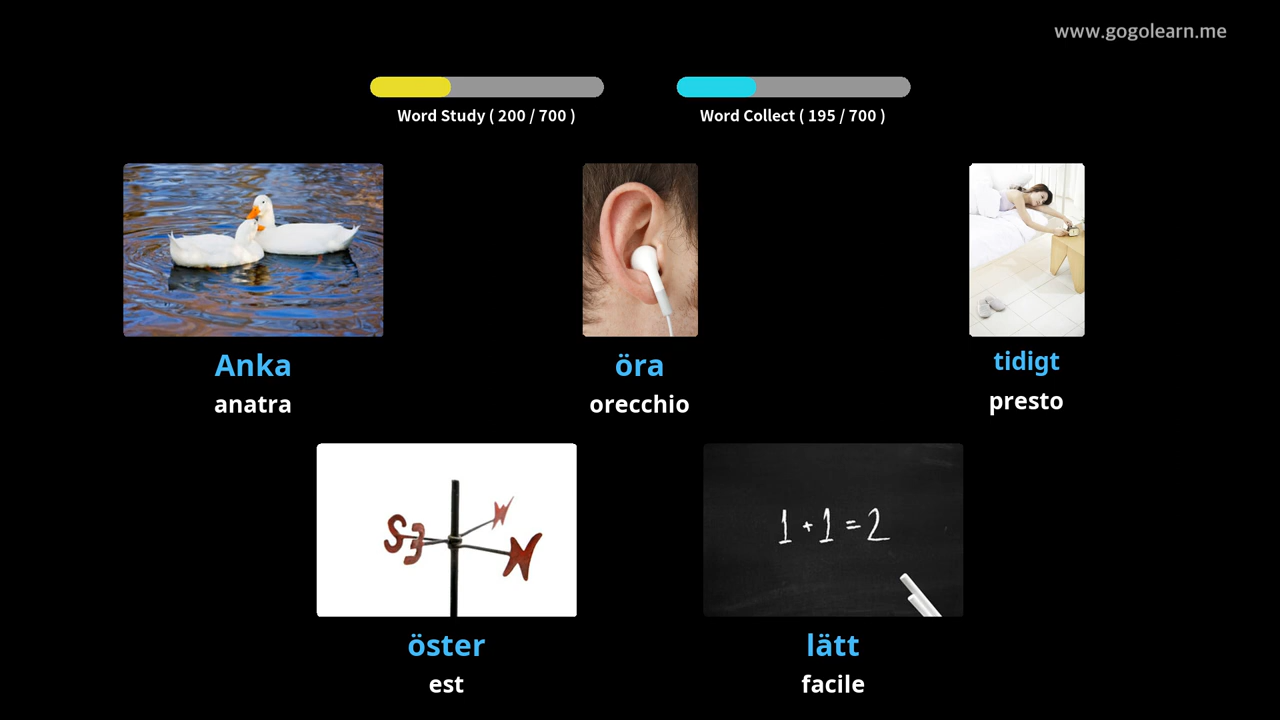 www.gogolearn.me
Word Study ( 200 / 700 )
Word Collect ( 195 / 700 )
Anka
anatra
öra
orecchio
tidigt
presto
S
E
N
1 + 1 = 2
öster
est
lätt
facile